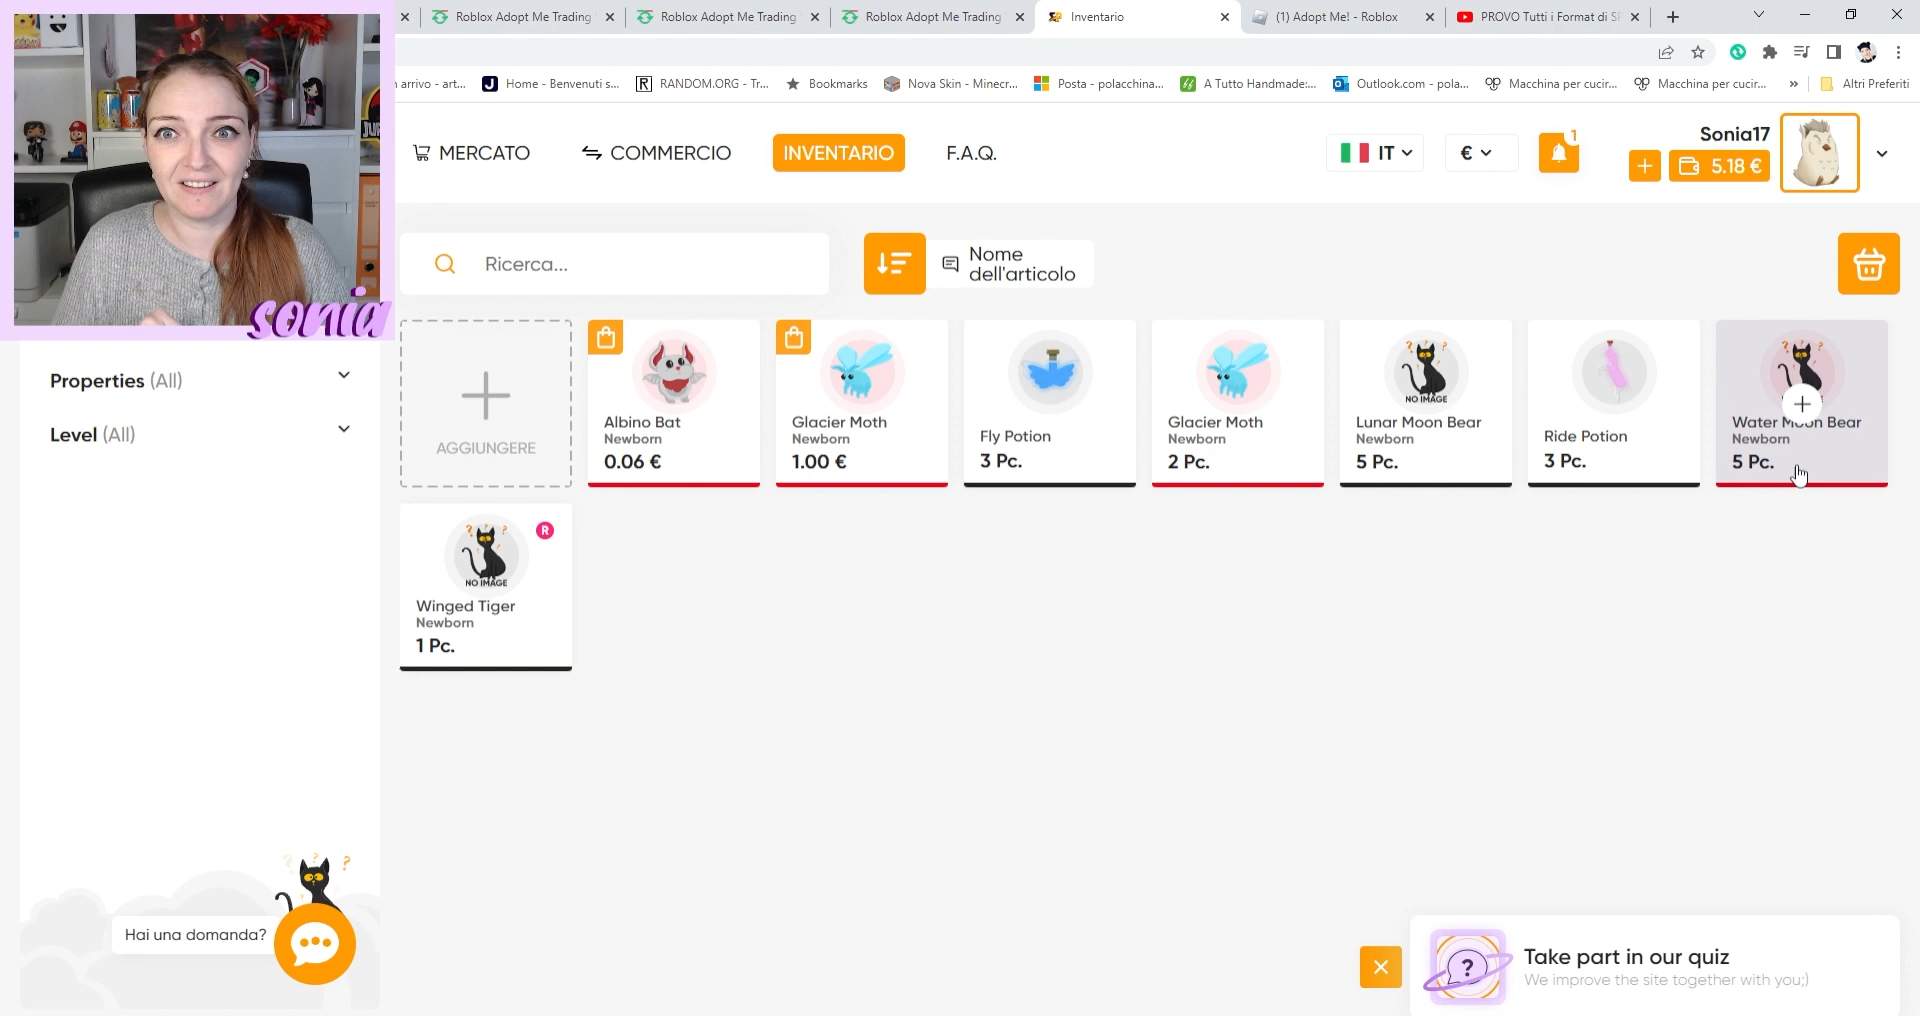 Roblox Adopt Me Trading
Roblox Adopt Me Trading
Roblox Adopt Me Trading
Inventario
(1) Adopt Me! - Roblox
PROVO Tutti i Format di
n arrivo - art...
Home - Benvenuti s...
RANDOM.ORG - Tr...
Bookmarks
Nova Skin - Minecr...
Posta - polacchina...
A Tutto Handmade:...
Outlook.com - pola...
Macchina per cucir...
Macchina per cucir...
»
Altri Preferiti
MERCATO
COMMERCIO
INVENTARIO
F.A.Q.
IT
€
1
Sonia17
5.18 €
sonia
Ricerca...
Nome
dell'articolo
Properties (All)
Level (All)
AGGIUNGERE
Albino Bat
Newborn
0.06 €
Glacier Moth
Newborn
1.00 €
Fly Potion
3 Pc.
Glacier Moth
Newborn
2 Pc.
NO IMAGE
Lunar Moon Bear
Newborn
5 Pc.
Ride Potion
3 Pc.
Water Moon Bear
Newborn
5 Pc.
R
NO IMAGE
Winged Tiger
Newborn
1 Pc.
Hai una domanda?
Take part in our quiz
We improve the site together with you;)